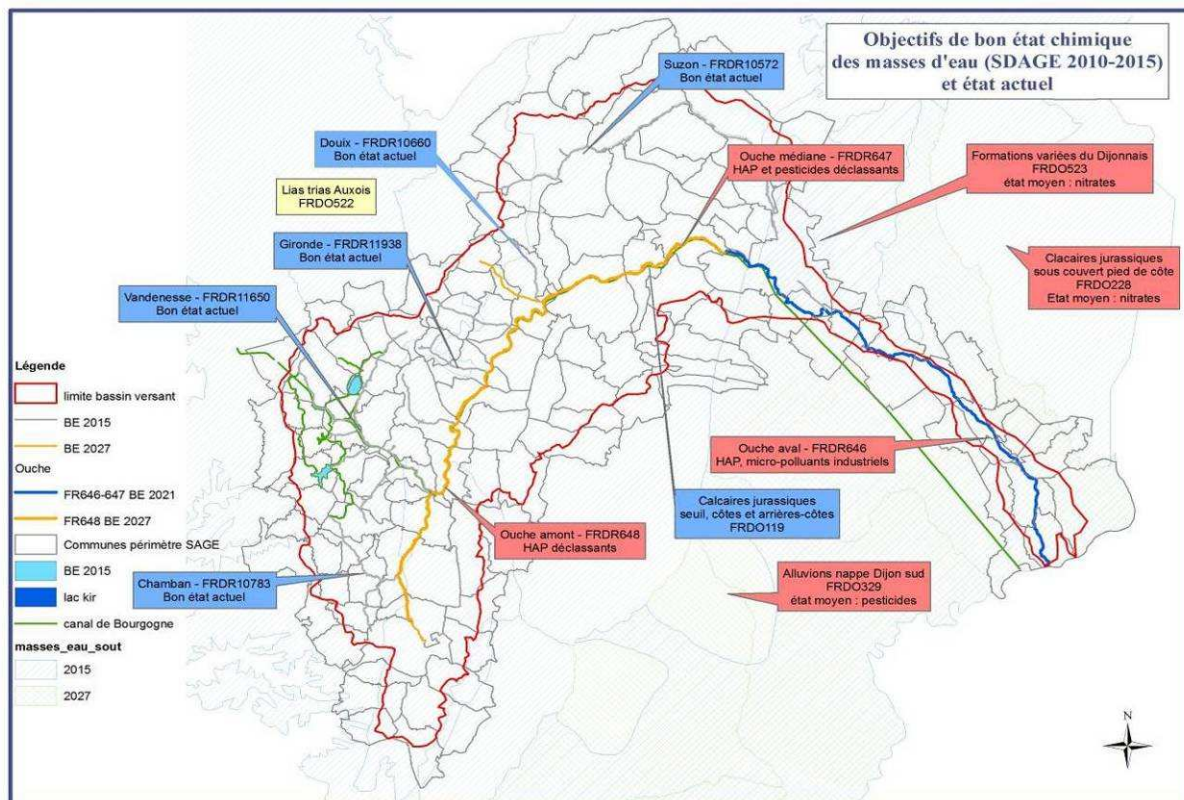 Objectifs de bon état chimique
des masses d'eau (SDAGE 2010-2015)
et état actuel
Suzon - FRDR10572
Bon état actuel
Douix - FRDR10660
Bon état actuel
Ouche médiane - FRDR647
HAP et pesticides déclassants
Formations variées du Dijonnais
FRDO523
état moyen : nitrates
Lias trias Auxois
FRDO522
Gironde - FRDR11938
Bon état actuel
Clacaires jurassiques
sous couvert pied de côte
FRDO228
Etat moyen : nitrates
Vandenesse - FRDR11650
Bon état actuel
Légende
limite bassin versant
BE 2015
BE 2027
Ouche
FR646-647 BE 2021
FR648 BE 2027
Communes périmètre SAGE
BE 2015
lac kir
canal de Bourgogne
masses_eau_sout
2015
2027
Ouche aval - FRDR646
HAP, micro-polluants industriels
Calcaires jurassiques
seuil, côtes et arrières-côtes
FRDO119
Ouche amont - FRDR648
HAP déclassants
Chamban - FRDR10783
Bon état actuel
Alluvions nappe Dijon sud
FRDO329
état moyen : pesticides
N